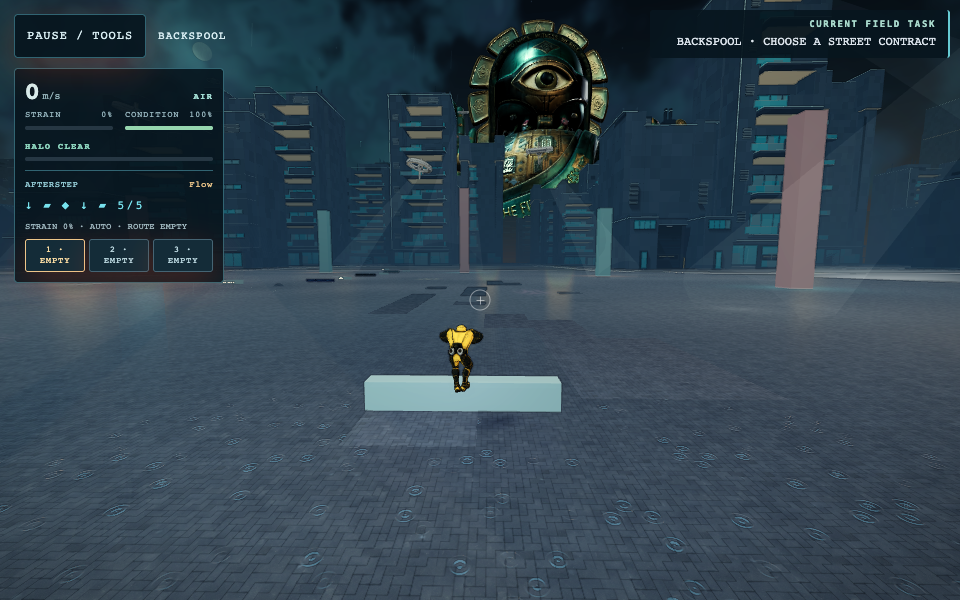 PAUSE / TOOLS
BACKSPOOL
CURRENT FIELD TASK
BACKSPOOL · CHOOSE A STREET CONTRACT
0 m/s
AIR
STRAIN 0%
CONDITION 100%
HALO CLEAR
AFTERSTEP
Flow
5/5
STRAIN 0% · AUTO · ROUTE EMPTY
1 · EMPTY
2 · EMPTY
3 · EMPTY